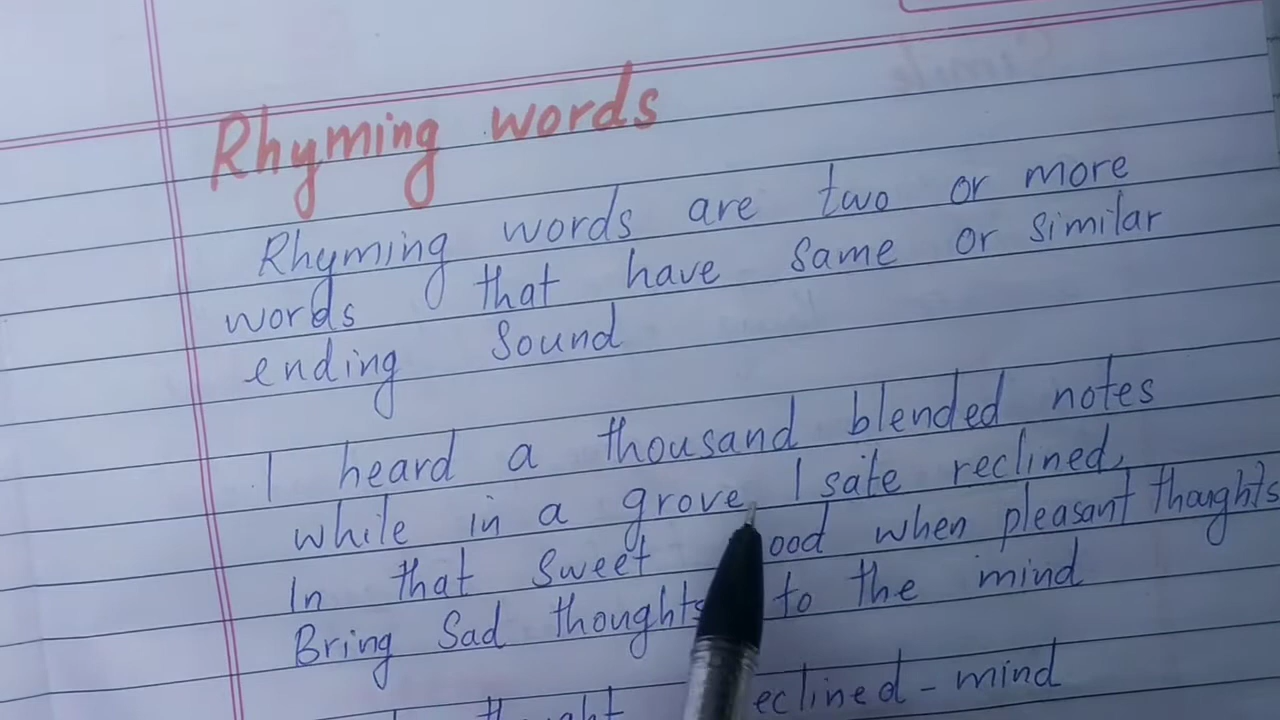 Rhyming words
Rhyming words are two or more
words that have same or similar
ending sound
I heard a thousand blended notes
while in a grove I sate reclined,
In that sweet ood when pleasant thoughts
Bring sad thoughts to the mind
eclined - mind